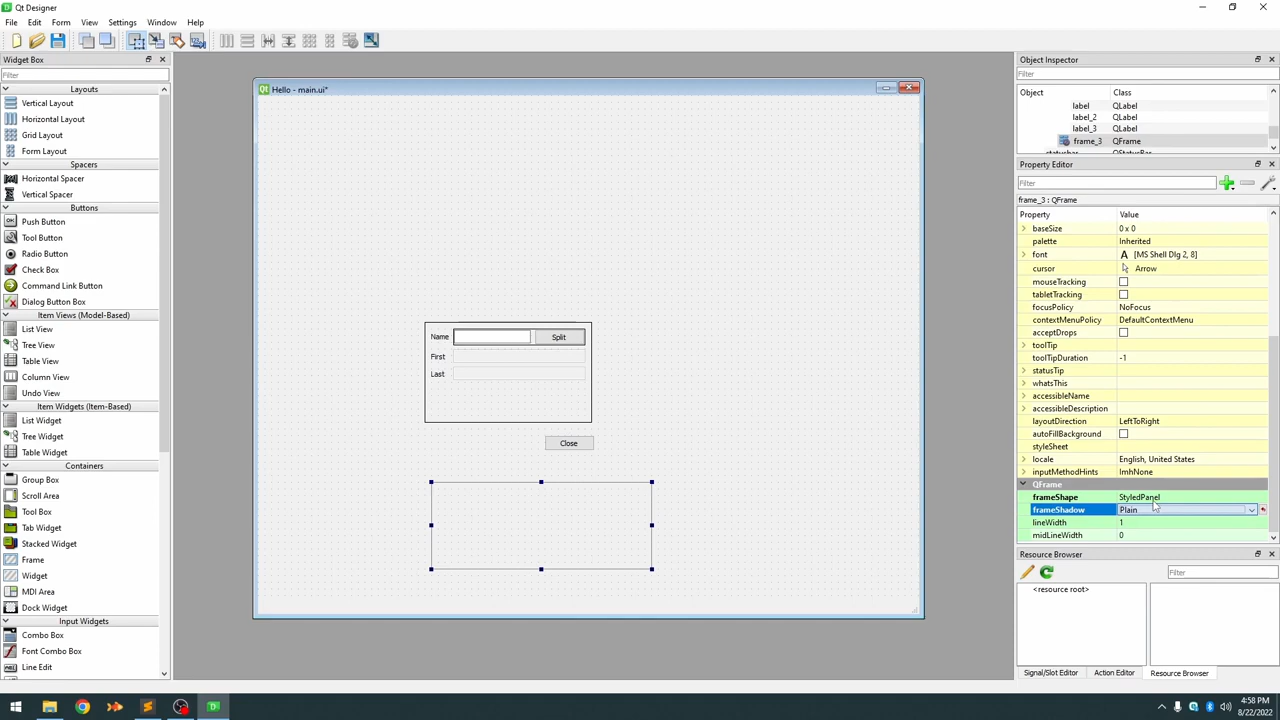 Qt Designer
File Edit Form View Settings Window Help
Widget Box
Filter
Layouts
Vertical Layout
Horizontal Layout
Grid Layout
Form Layout
Spacers
Horizontal Spacer
Vertical Spacer
Buttons
Push Button
Tool Button
Radio Button
Check Box
Command Link Button
Dialog Button Box
Item Views (Model-Based)
List View
Tree View
Table View
Column View
Undo View
Item Widgets (Item-Based)
List Widget
Tree Widget
Table Widget
Containers
Group Box
Scroll Area
Tool Box
Tab Widget
Stacked Widget
Frame
Widget
MDI Area
Dock Widget
Input Widgets
Combo Box
Font Combo Box
Line Edit
Hello - main.ui*
Name Split
First
Last
Close
Object Inspector
Filter
Object Class
label QLabel
label_2 QLabel
label_3 QLabel
frame_3 QFrame
statusbar QStatusBar
Property Editor
Filter
frame_3 : QFrame
Property Value
baseSize 0 x 0
palette Inherited
font A [MS Shell Dlg 2, 8]
cursor Arrow
mouseTracking
tabletTracking
focusPolicy NoFocus
contextMenuPolicy DefaultContextMenu
acceptDrops
toolTip
toolTipDuration -1
statusTip
whatsThis
accessibleName
accessibleDescription
layoutDirection LeftToRight
autoFillBackground
styleSheet
locale English, United States
inputMethodHints ImhNone
QFrame
frameShape StyledPanel
frameShadow Plain
lineWidth 1
midLineWidth 0
Resource Browser
Filter
<resource root>
Signal/Slot Editor Action Editor Resource Browser
4:58 PM
8/22/2022